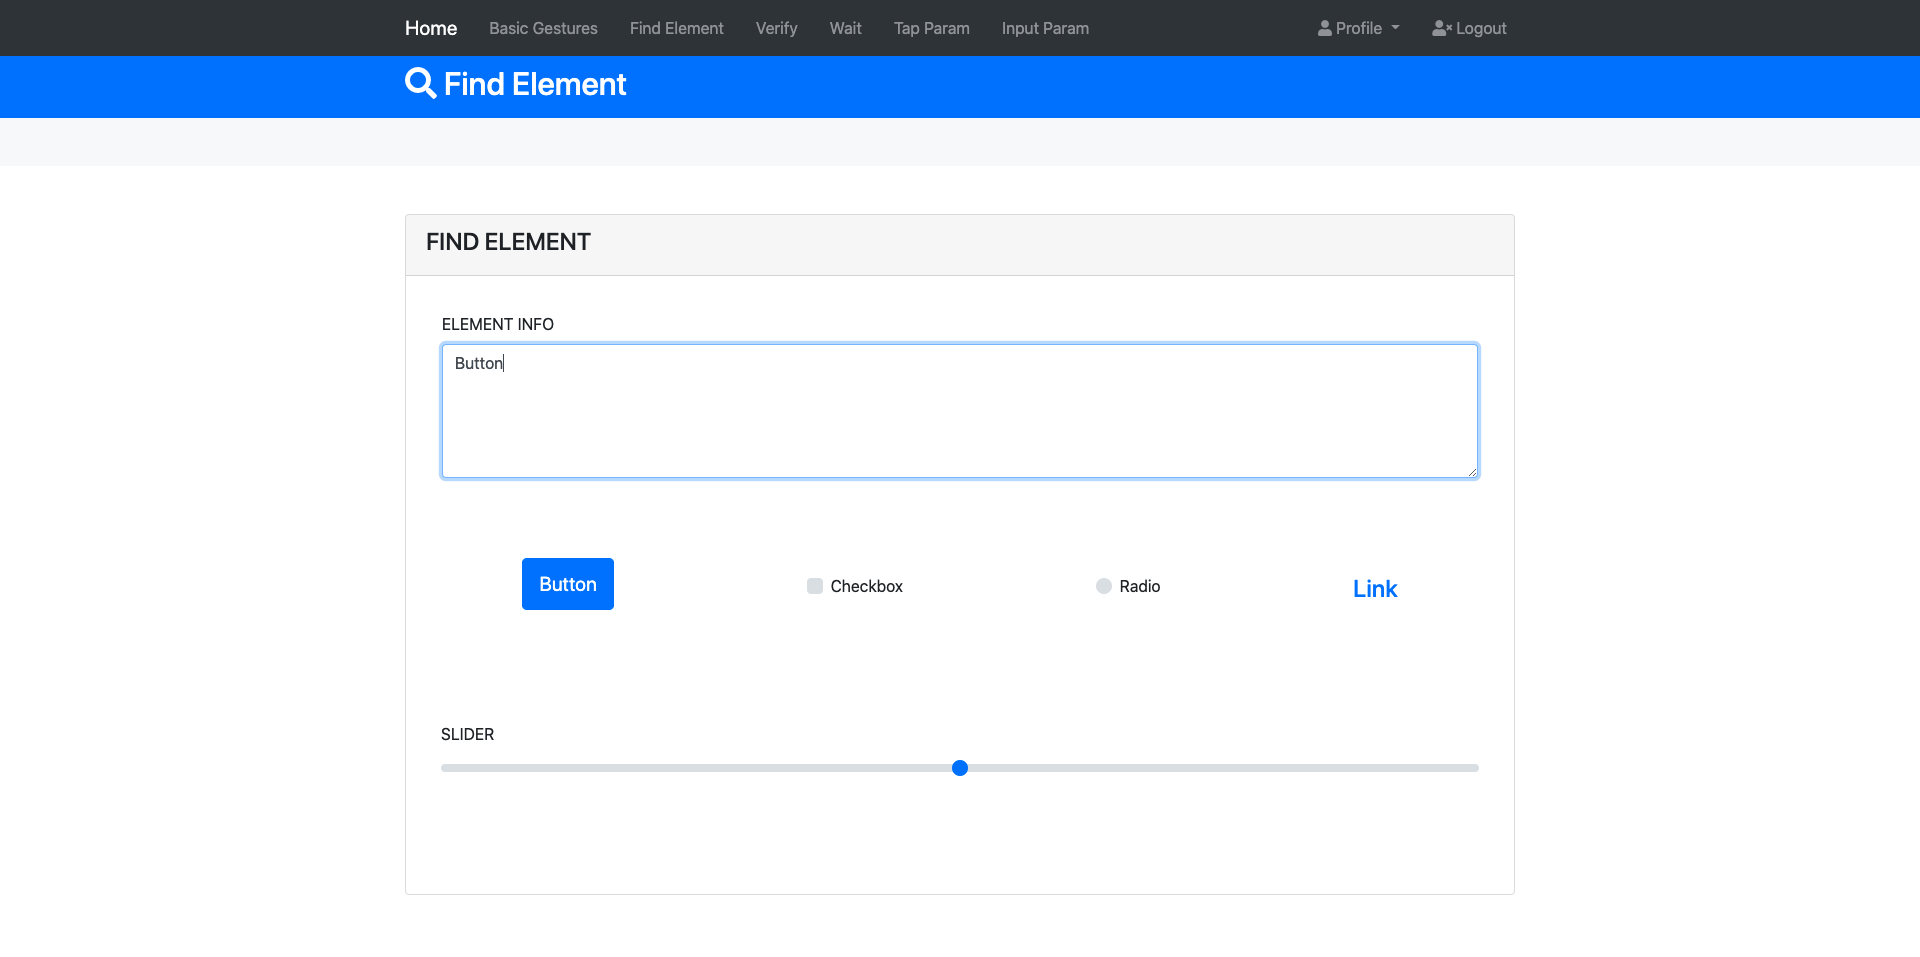 Home Basic Gestures Find Element Verify Wait Tap Param Input Param Profile Logout
Find Element
FIND ELEMENT
ELEMENT INFO
Button
Button Checkbox Radio Link
SLIDER